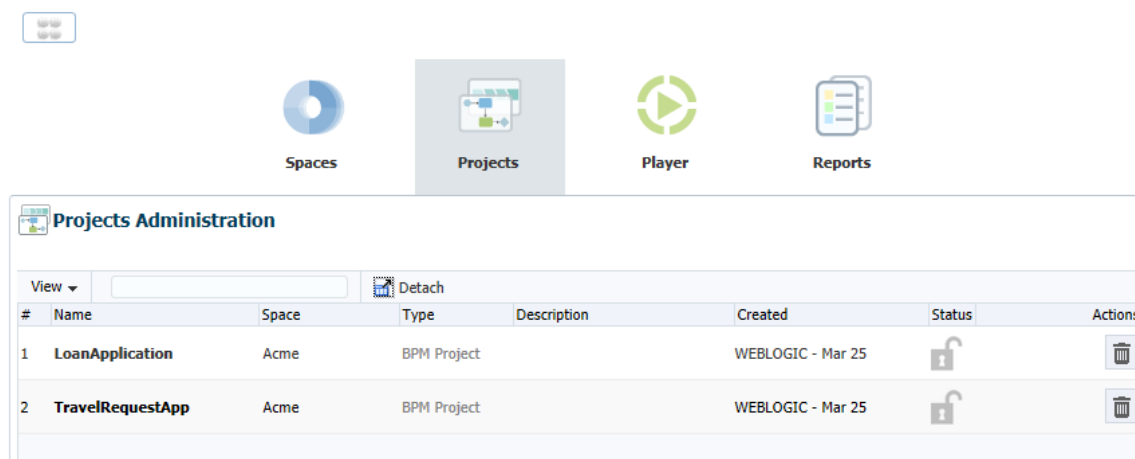 Spaces Projects Player Reports
Projects Administration
View Detach
# Name Space Type Description Created Status Actions
1 LoanApplication Acme BPM Project WEBLOGIC - Mar 25
2 TravelRequestApp Acme BPM Project WEBLOGIC - Mar 25